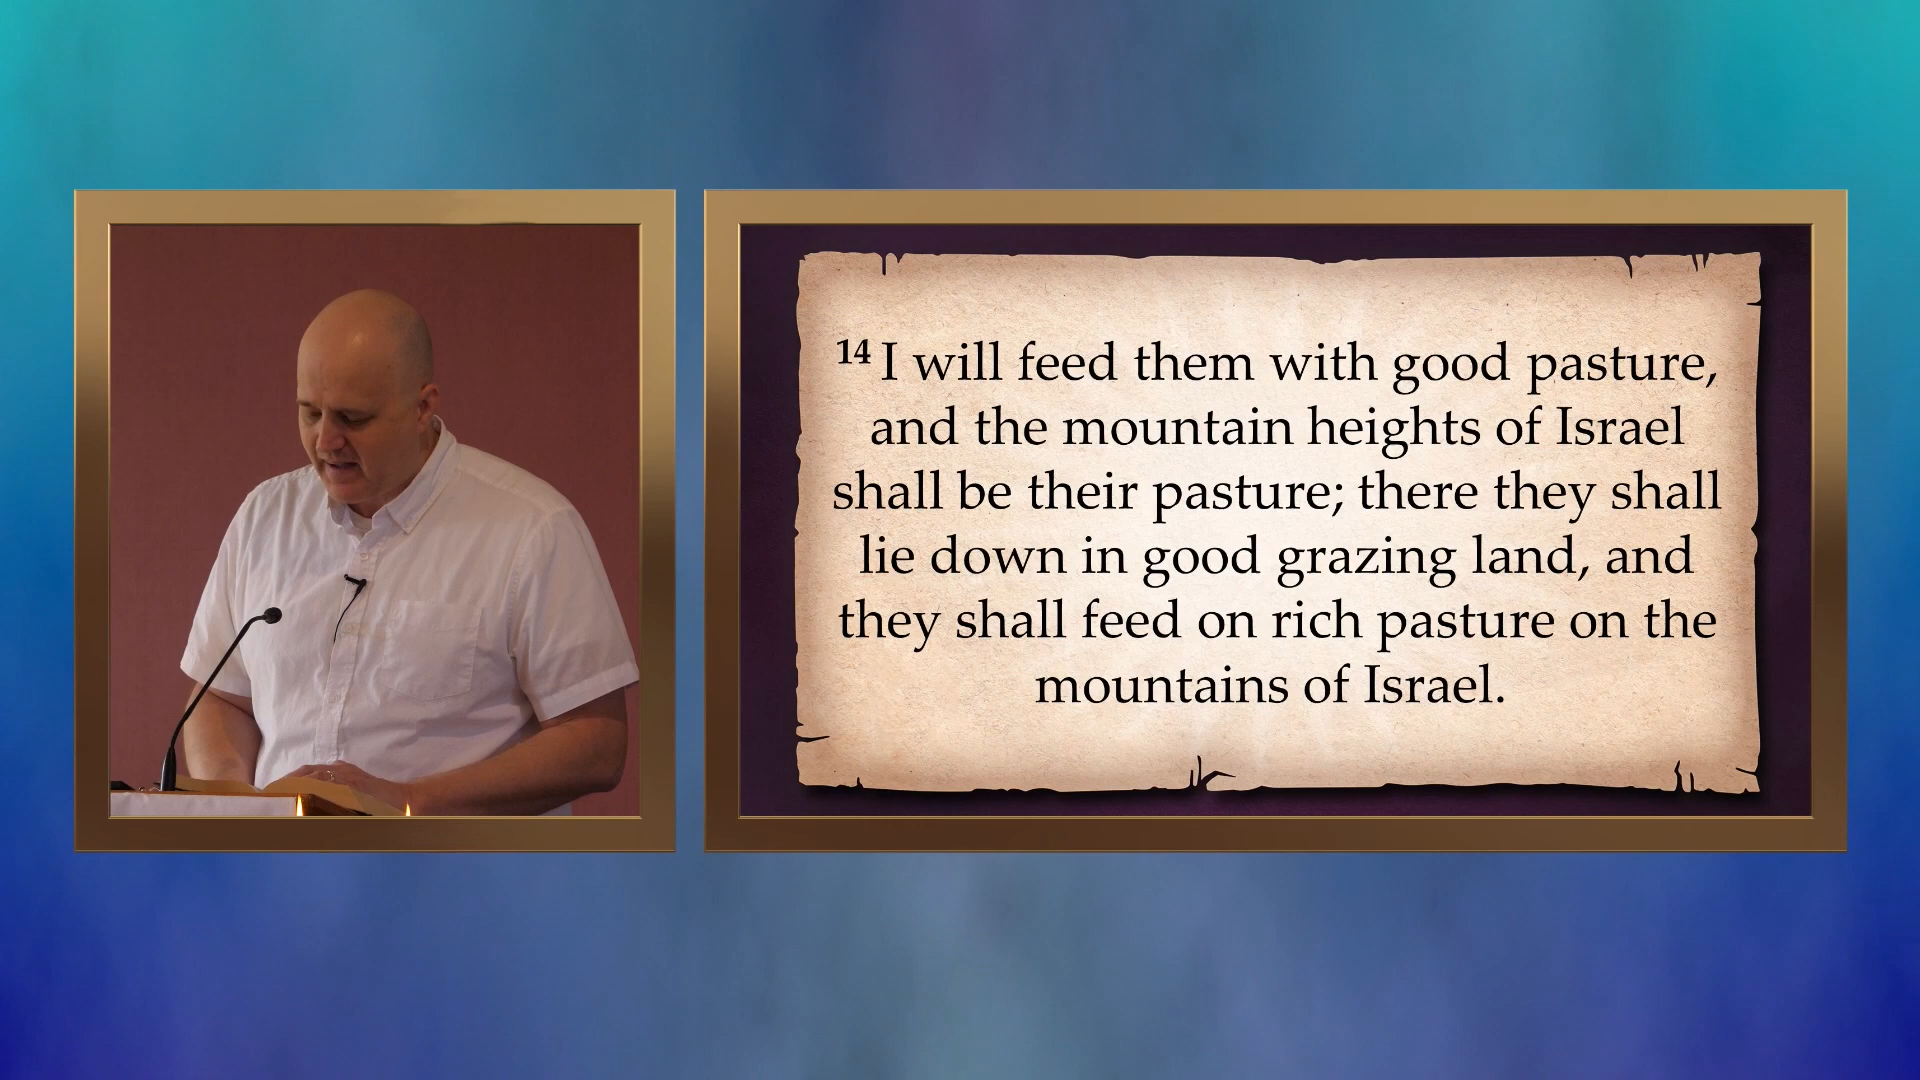 14 I will feed them with good pasture,
and the mountain heights of Israel
shall be their pasture; there they shall
lie down in good grazing land, and
they shall feed on rich pasture on the
mountains of Israel.